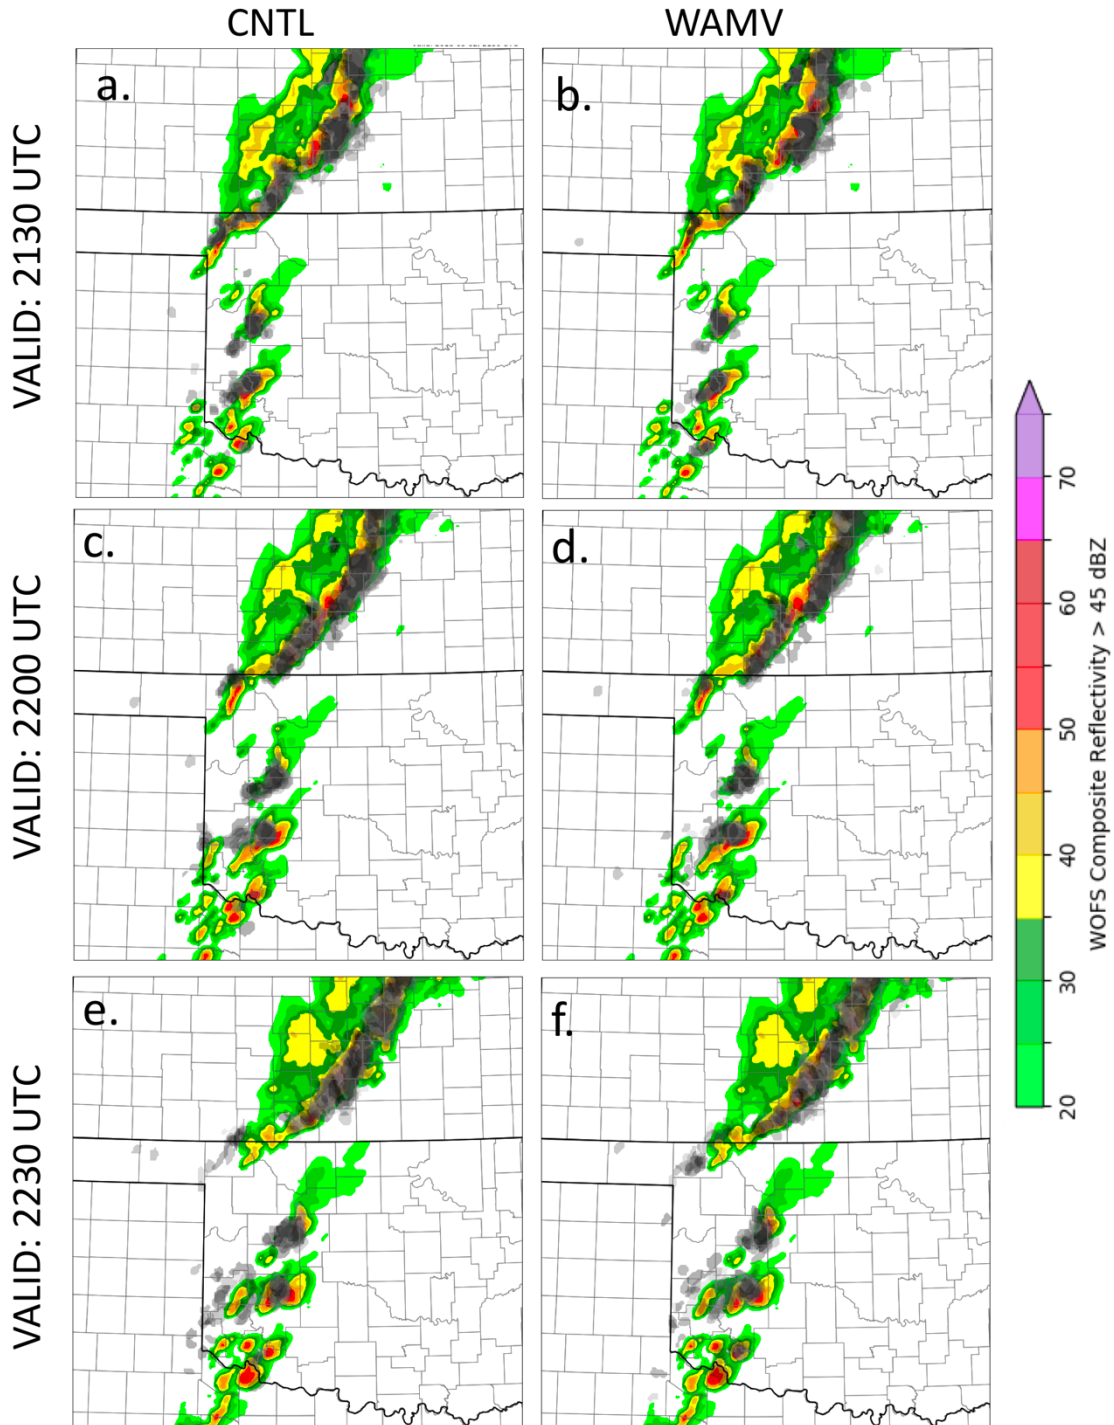 CNTL
WAMV
VALID: 2130 UTC
a.
b.
VALID: 2200 UTC
c.
d.
VALID: 2230 UTC
e.
f.
70
60
50
40
30
20
WOFS Composite Reflectivity > 45 dBZ